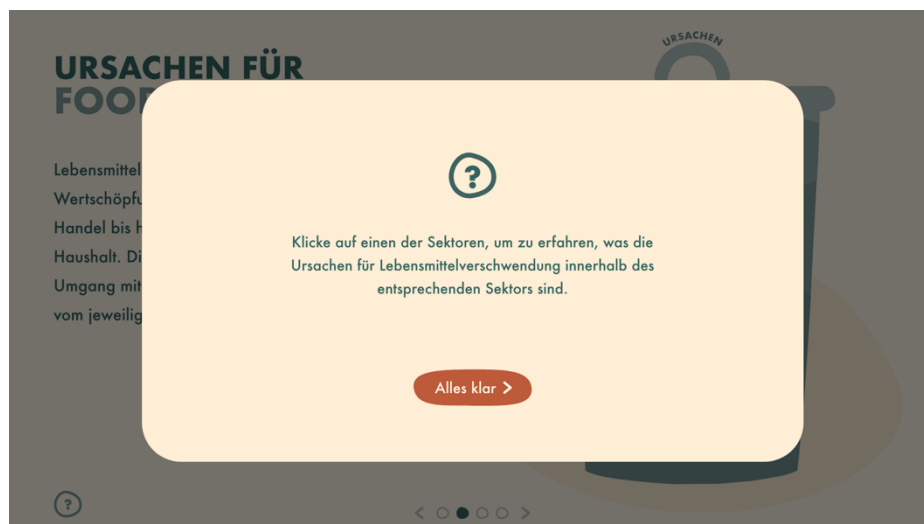 URSACHEN
URSACHEN FÜR
FOO
Lebensmittel
Wertschöpfu
Handel bis H
Haushalt. Di
Umgang mit
vom jeweilig
?
Klicke auf einen der Sektoren, um zu erfahren, was die
Ursachen für Lebensmittelverschwendung innerhalb des
entsprechenden Sektors sind.
Alles klar >
?